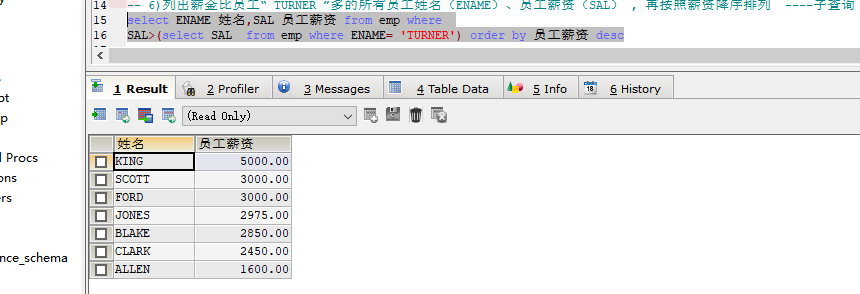 14 -- 6)列出薪金比员工“ TURNER ”多的所有员工姓名（ENAME）、员工薪资（SAL） , 再按照薪资降序排列 ----子查询
15 select ENAME 姓名,SAL 员工薪资 from emp where
16 SAL>(select SAL from emp where ENAME= 'TURNER') order by 员工薪资 desc
1 Result 2 Profiler 3 Messages 4 Table Data 5 Info 6 History
(Read Only)
姓名 员工薪资
KING 5000.00
SCOTT 3000.00
FORD 3000.00
JONES 2975.00
BLAKE 2850.00
CLARK 2450.00
ALLEN 1600.00
ot
p
d Procs
ons
ers
nce_schema